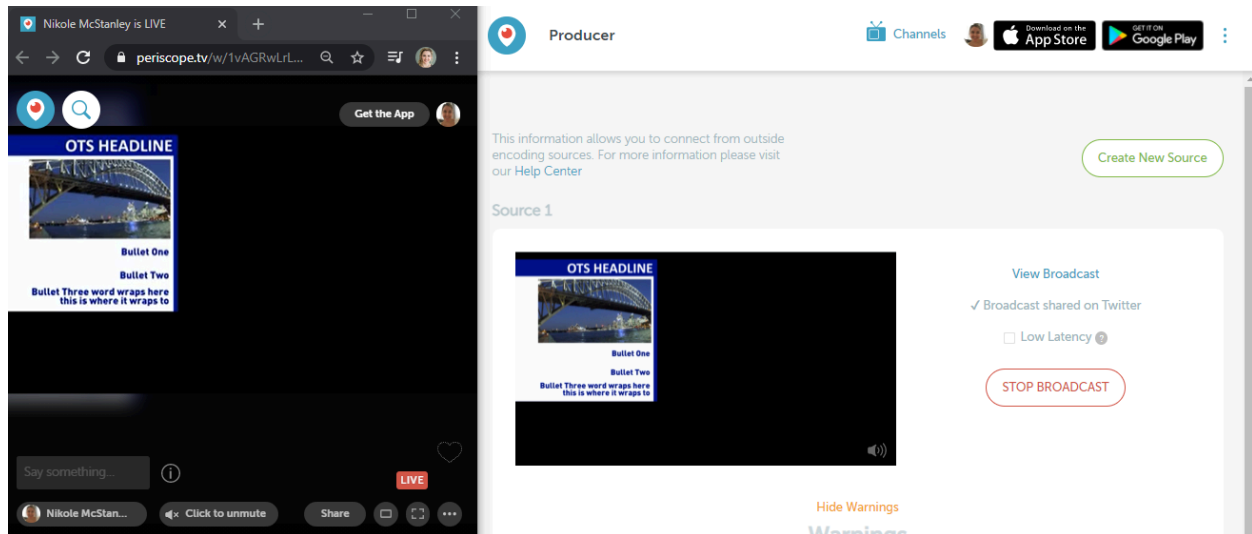 Nikole McStanley is LIVE
periscope.tv/w/1vAGRwLrL...
Get the App
OTS HEADLINE
Bullet One
Bullet Two
Bullet Three word wraps here
this is where it wraps to
Say something...
LIVE
Nikole McStan...
Click to unmute
Share
Producer
Channels
Download on the
App Store
GET IT ON
Google Play
This information allows you to connect from outside
encoding sources. For more information please visit
our Help Center
Create New Source
Source 1
OTS HEADLINE
Bullet One
Bullet Two
Bullet Three word wraps here
this is where it wraps to
View Broadcast
✓ Broadcast shared on Twitter
Low Latency ?
STOP BROADCAST
Hide Warnings
Warnings